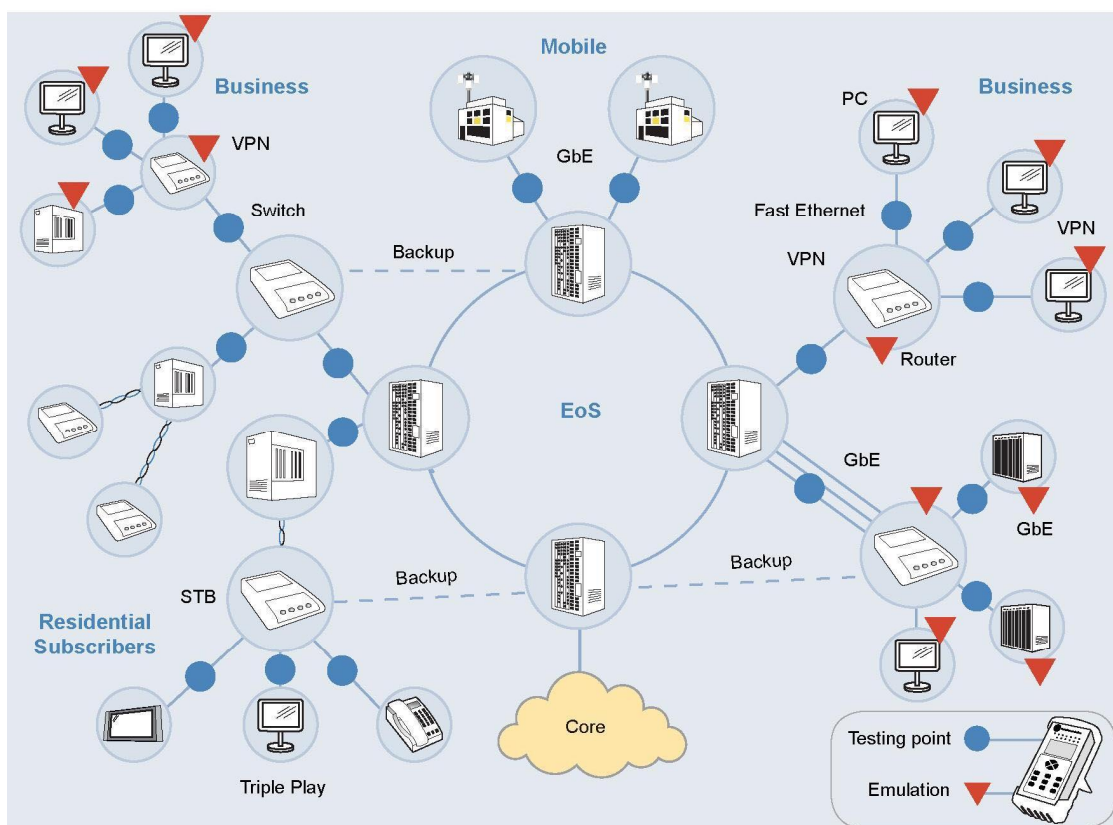 Mobile
Business
PC
Business
VPN
GbE
Switch
Fast Ethernet
VPN
VPN
Backup
Router
EoS
GbE
GbE
Backup
Backup
STB
Residential
Subscribers
Core
Triple Play
Testing point
Emulation